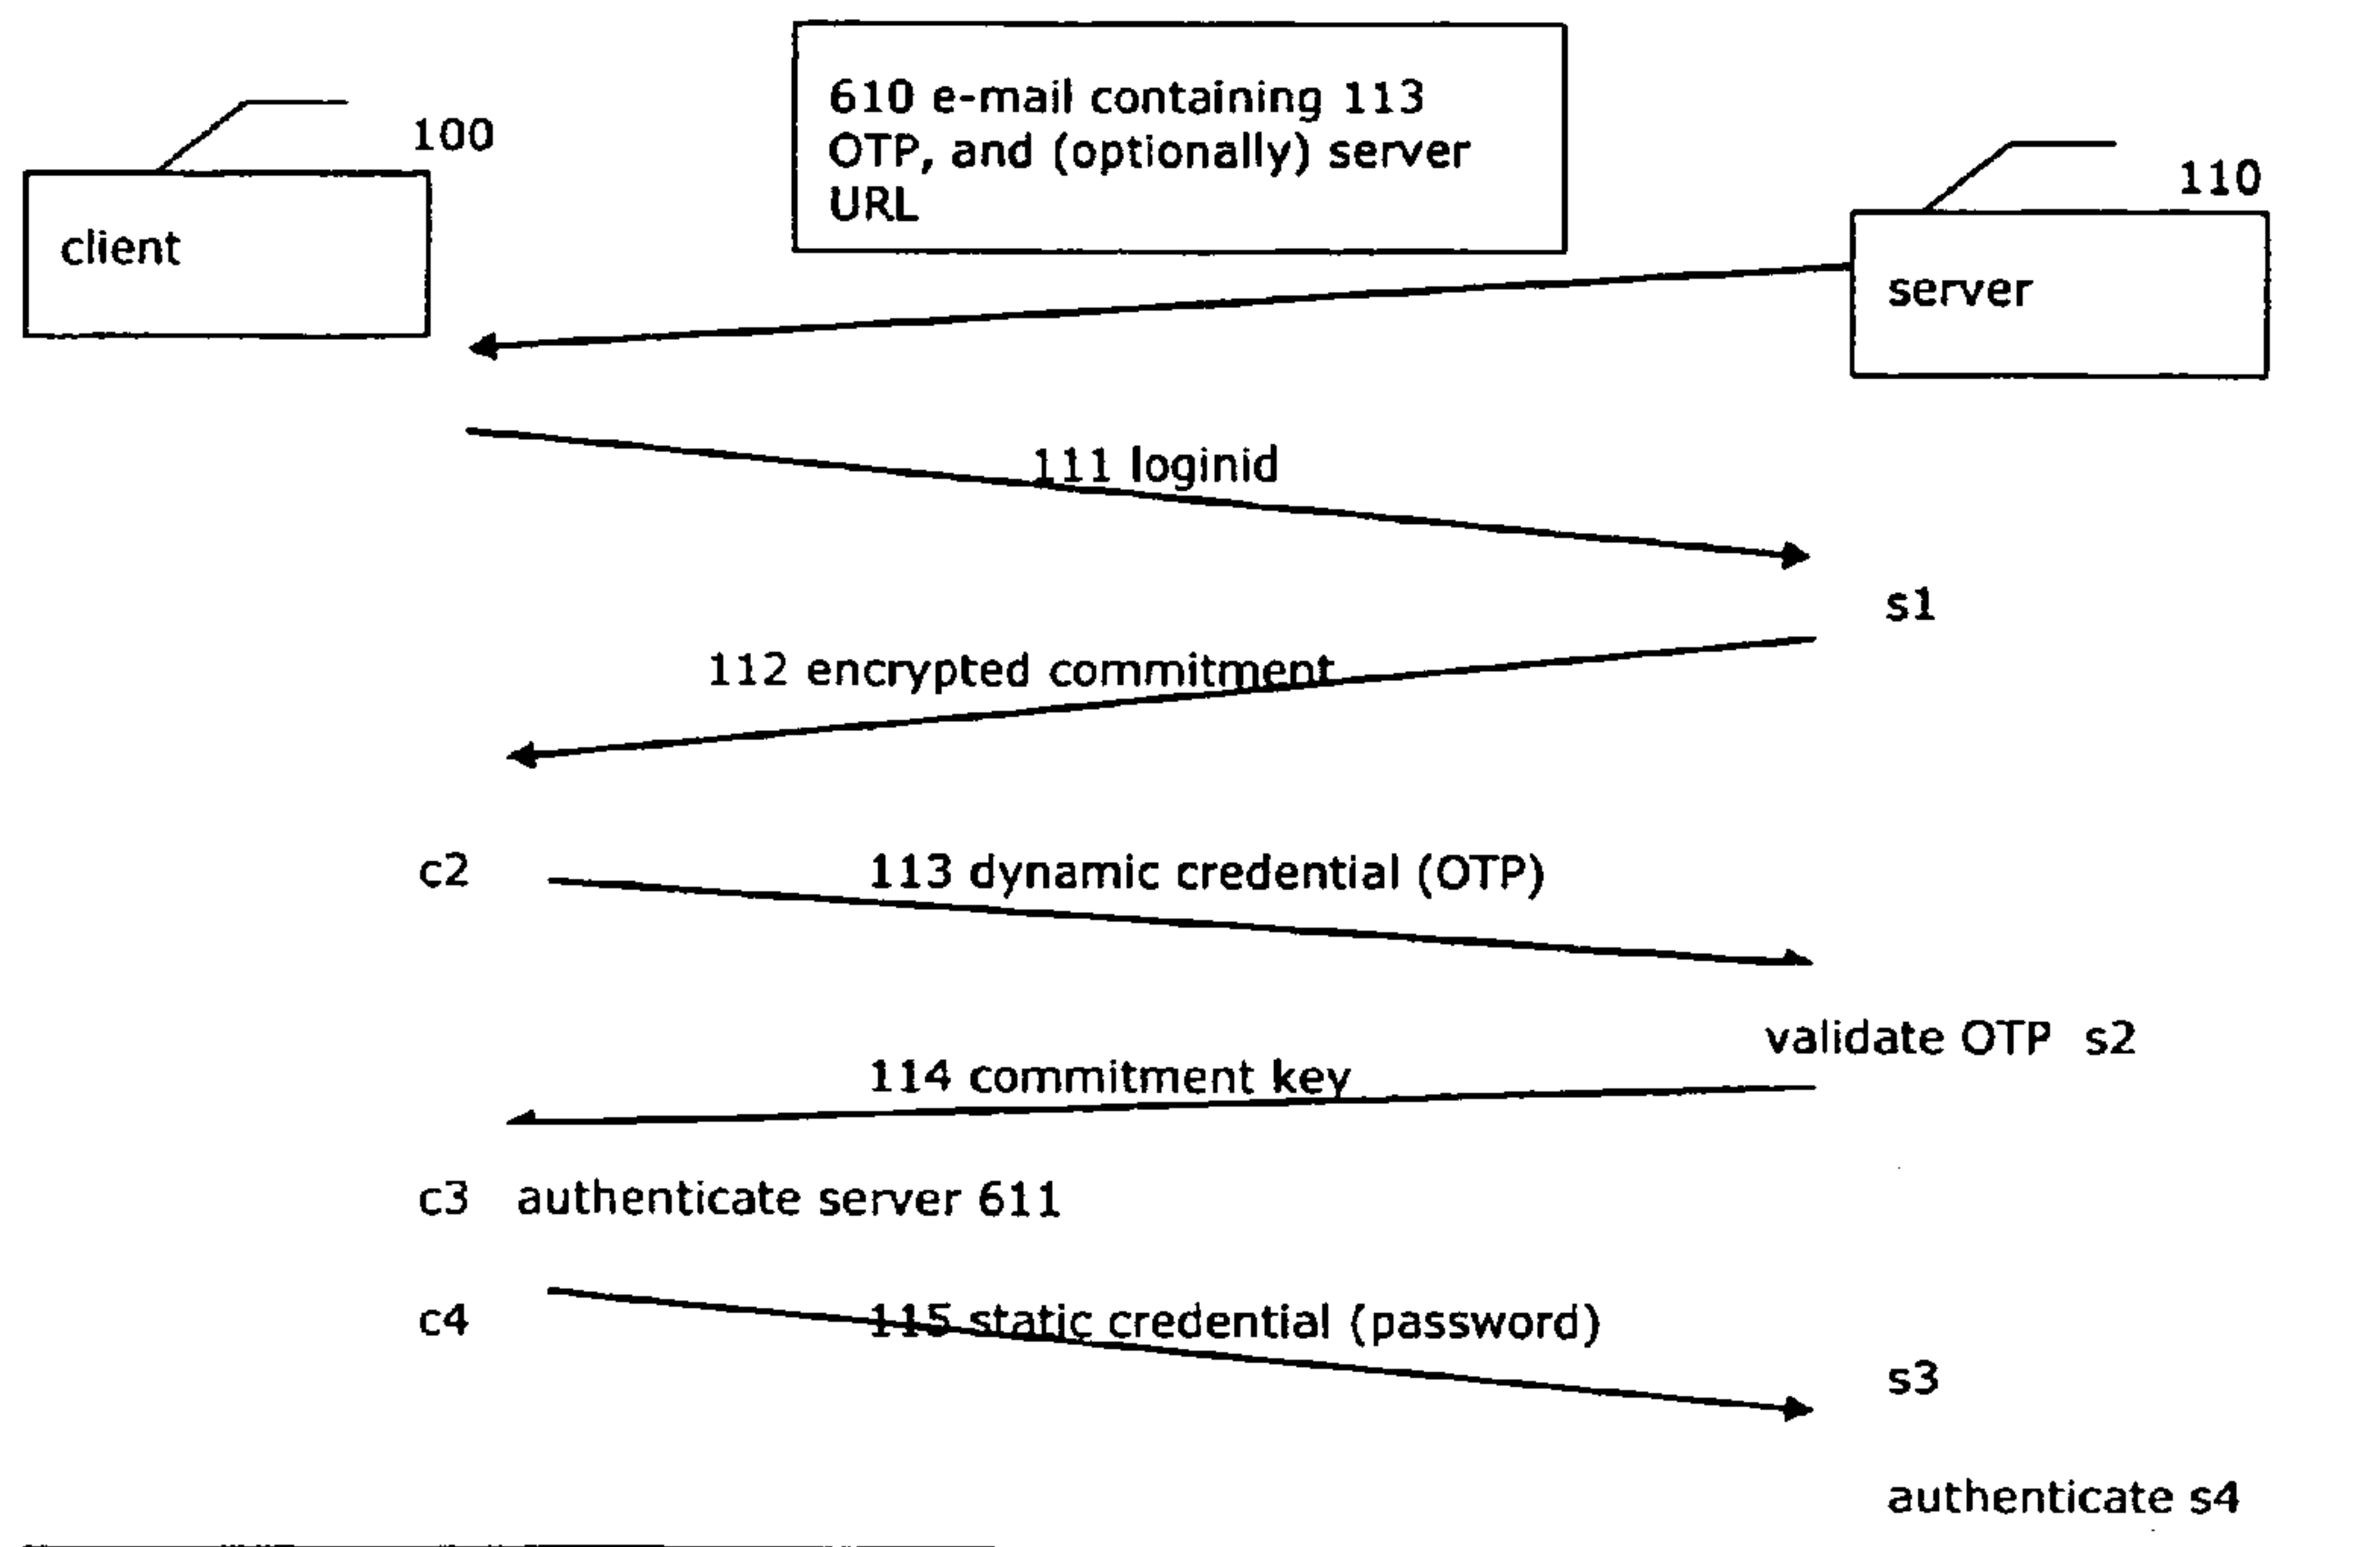 610 e-mail containing 113
OTP, and (optionally) server
URL
100
client
110
server
111 loginid
s1
112 encrypted commitment
c2
113 dynamic credential (OTP)
validate OTP s2
114 commitment key
c3 authenticate server 611
c4
115 static credential (password)
s3
authenticate s4